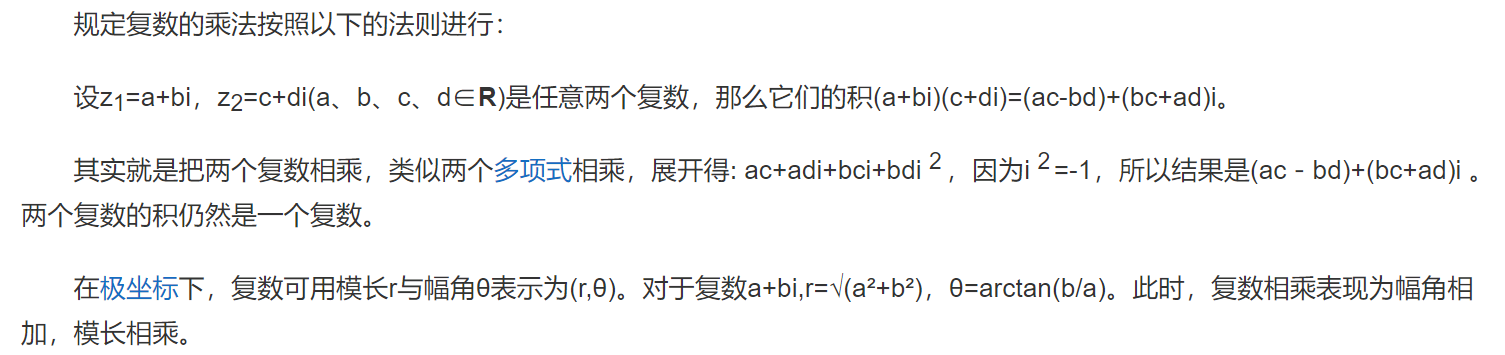 规定复数的乘法按照以下的法则进行：
设z₁=a+bi，z₂=c+di(a、b、c、d∈R)是任意两个复数，那么它们的积(a+bi)(c+di)=(ac-bd)+(bc+ad)i。
其实就是把两个复数相乘，类似两个多项式相乘，展开得: ac+adi+bci+bdi ²，因为i ²=-1，所以结果是(ac－bd)+(bc+ad)i 。
两个复数的积仍然是一个复数。
在极坐标下，复数可用模长r与幅角θ表示为(r,θ)。对于复数a+bi,r=√(a²+b²)，θ=arctan(b/a)。此时，复数相乘表现为幅角相
加，模长相乘。